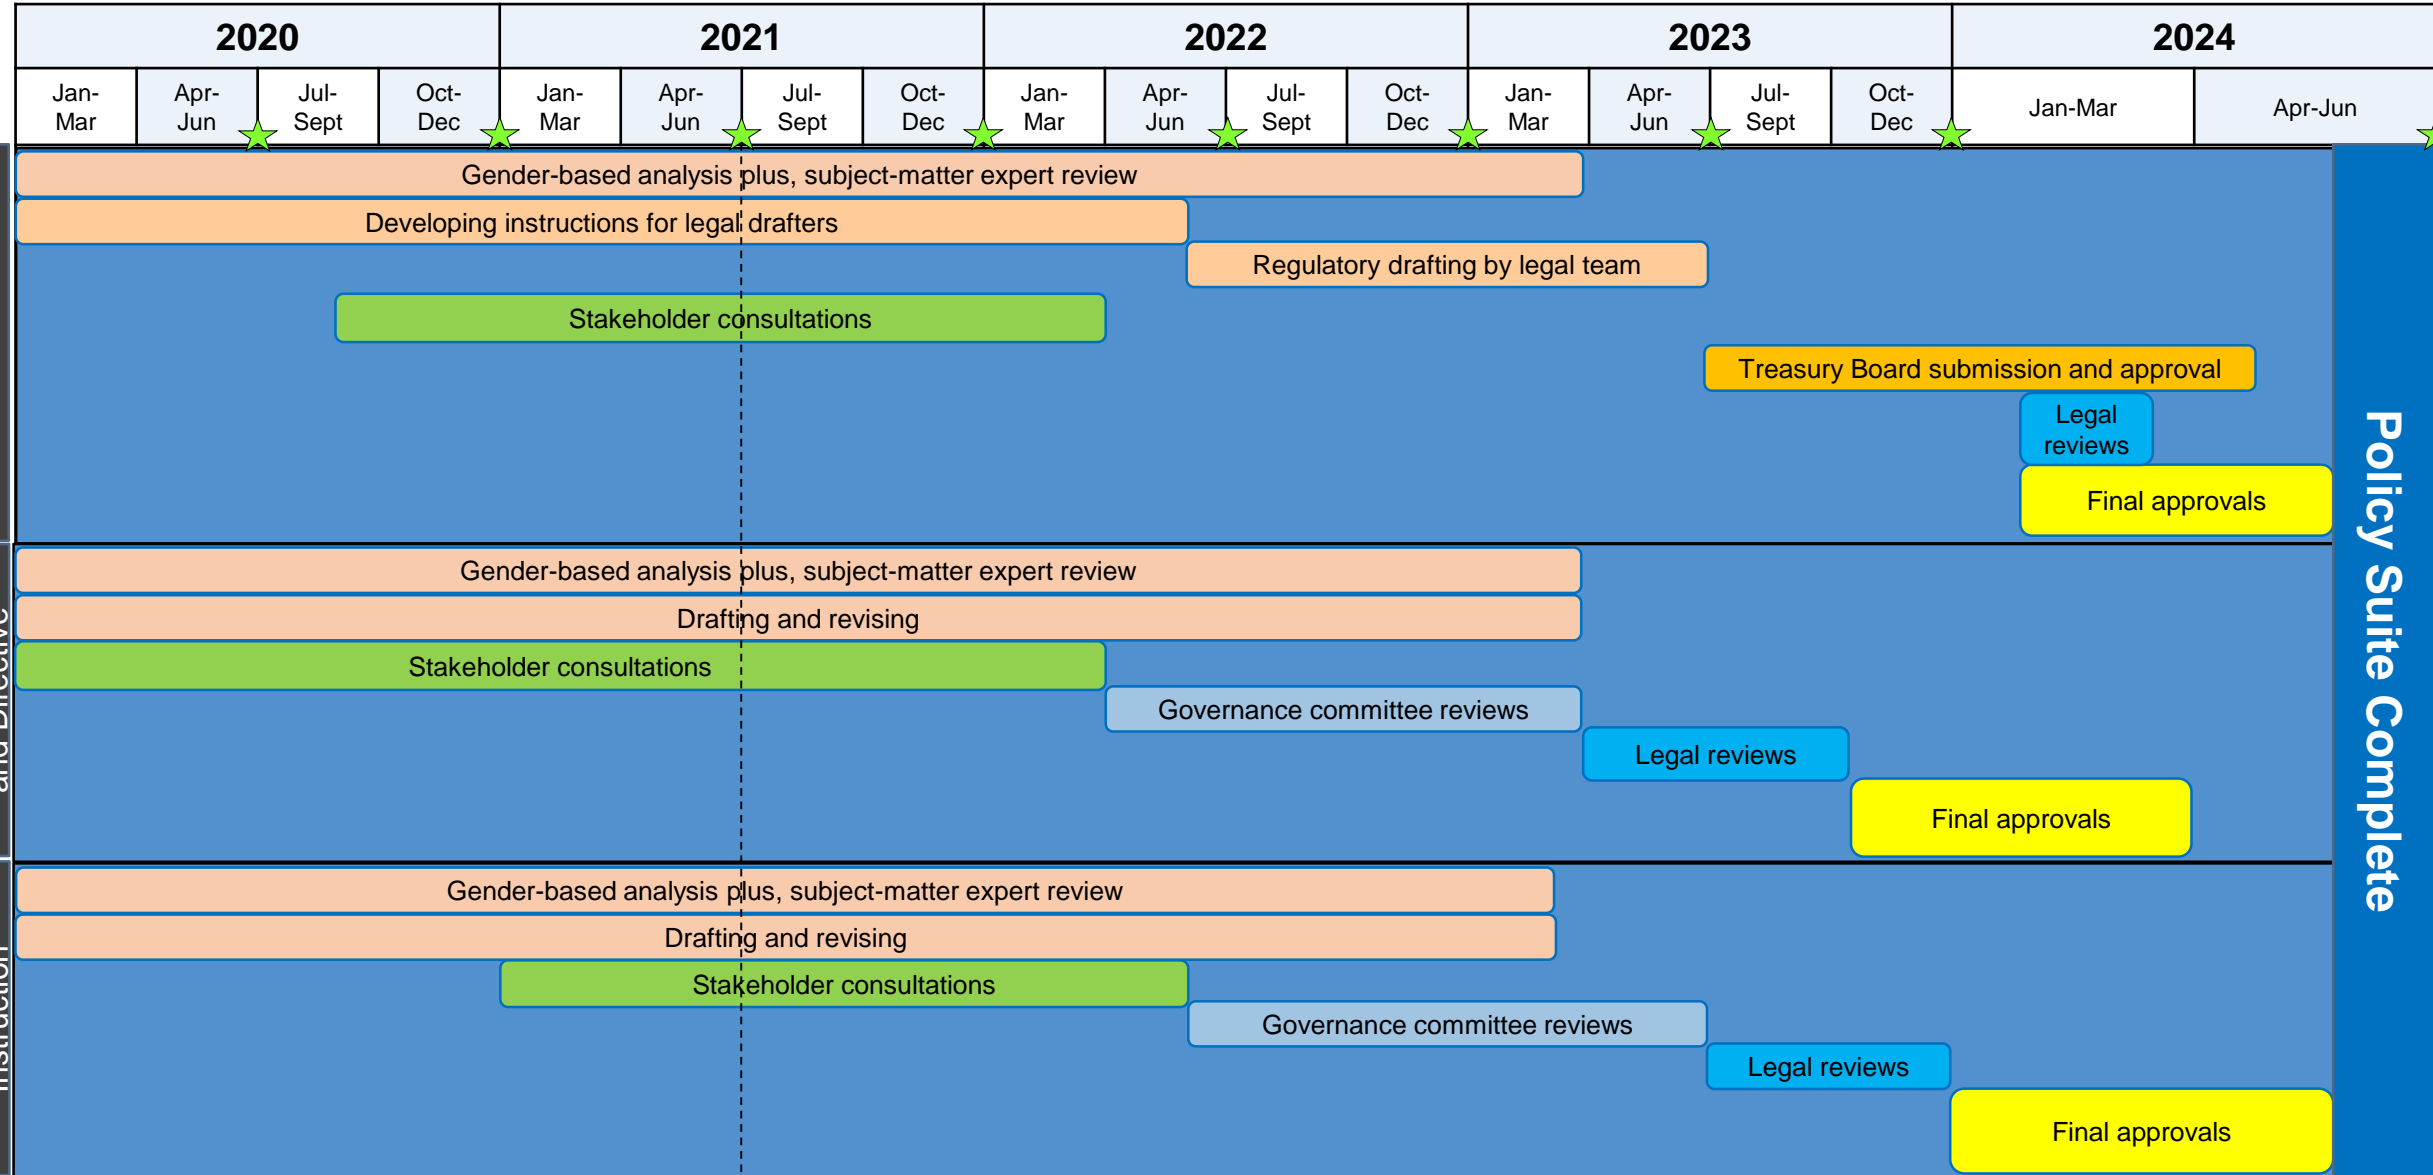 2020
2021
2022
2023
2024
Jan-
Mar
Apr-
Jun
Jul-
Sept
Oct-
Dec
Jan-
Mar
Apr-
Jun
Jul-
Sept
Oct-
Dec
Jan-
Mar
Apr-
Jun
Jul-
Sept
Oct-
Dec
Jan-
Mar
Apr-
Jun
Jul-
Sept
Oct-
Dec
Jan-Mar
Apr-Jun
Gender-based analysis plus, subject-matter expert review
Developing instructions for legal drafters
Regulatory drafting by legal team
Stakeholder consultations
Treasury Board submission and approval
Legal
reviews
Final approvals
and Directive
Gender-based analysis plus, subject-matter expert review
Drafting and revising
Stakeholder consultations
Governance committee reviews
Legal reviews
Final approvals
Instruction
Gender-based analysis plus, subject-matter expert review
Drafting and revising
Stakeholder consultations
Governance committee reviews
Legal reviews
Final approvals
Policy Suite Complete